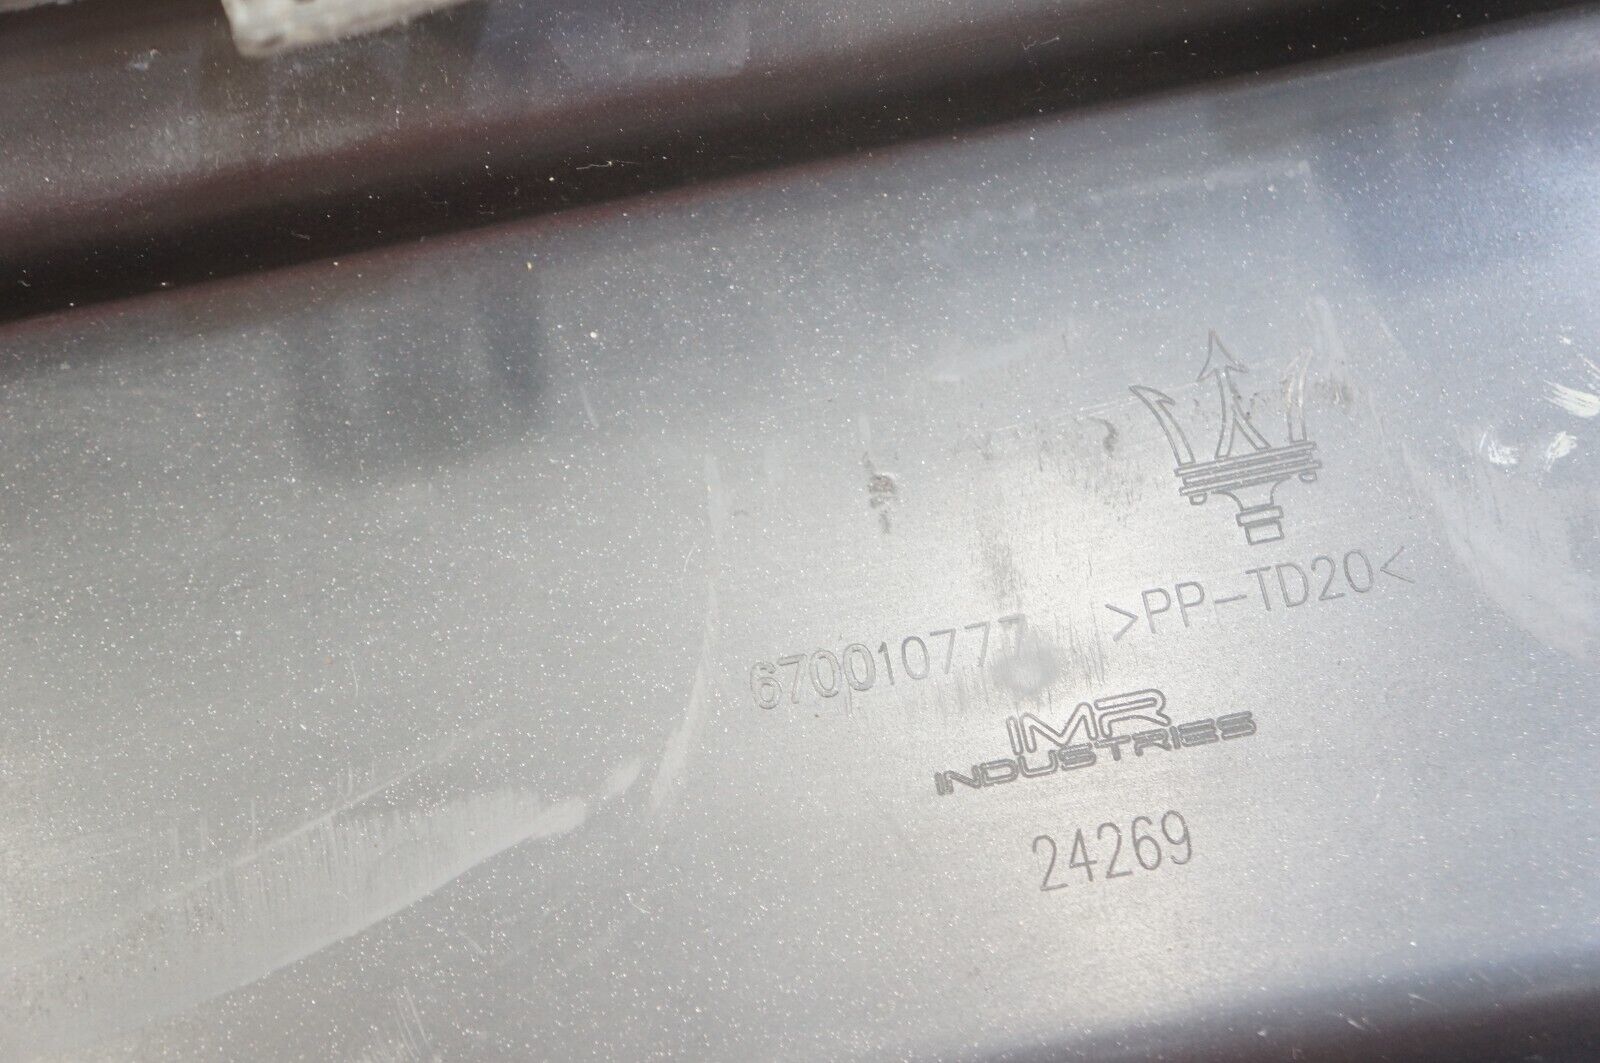 670010777 >PP-TD20<
IMR
INDUSTRIES
24269